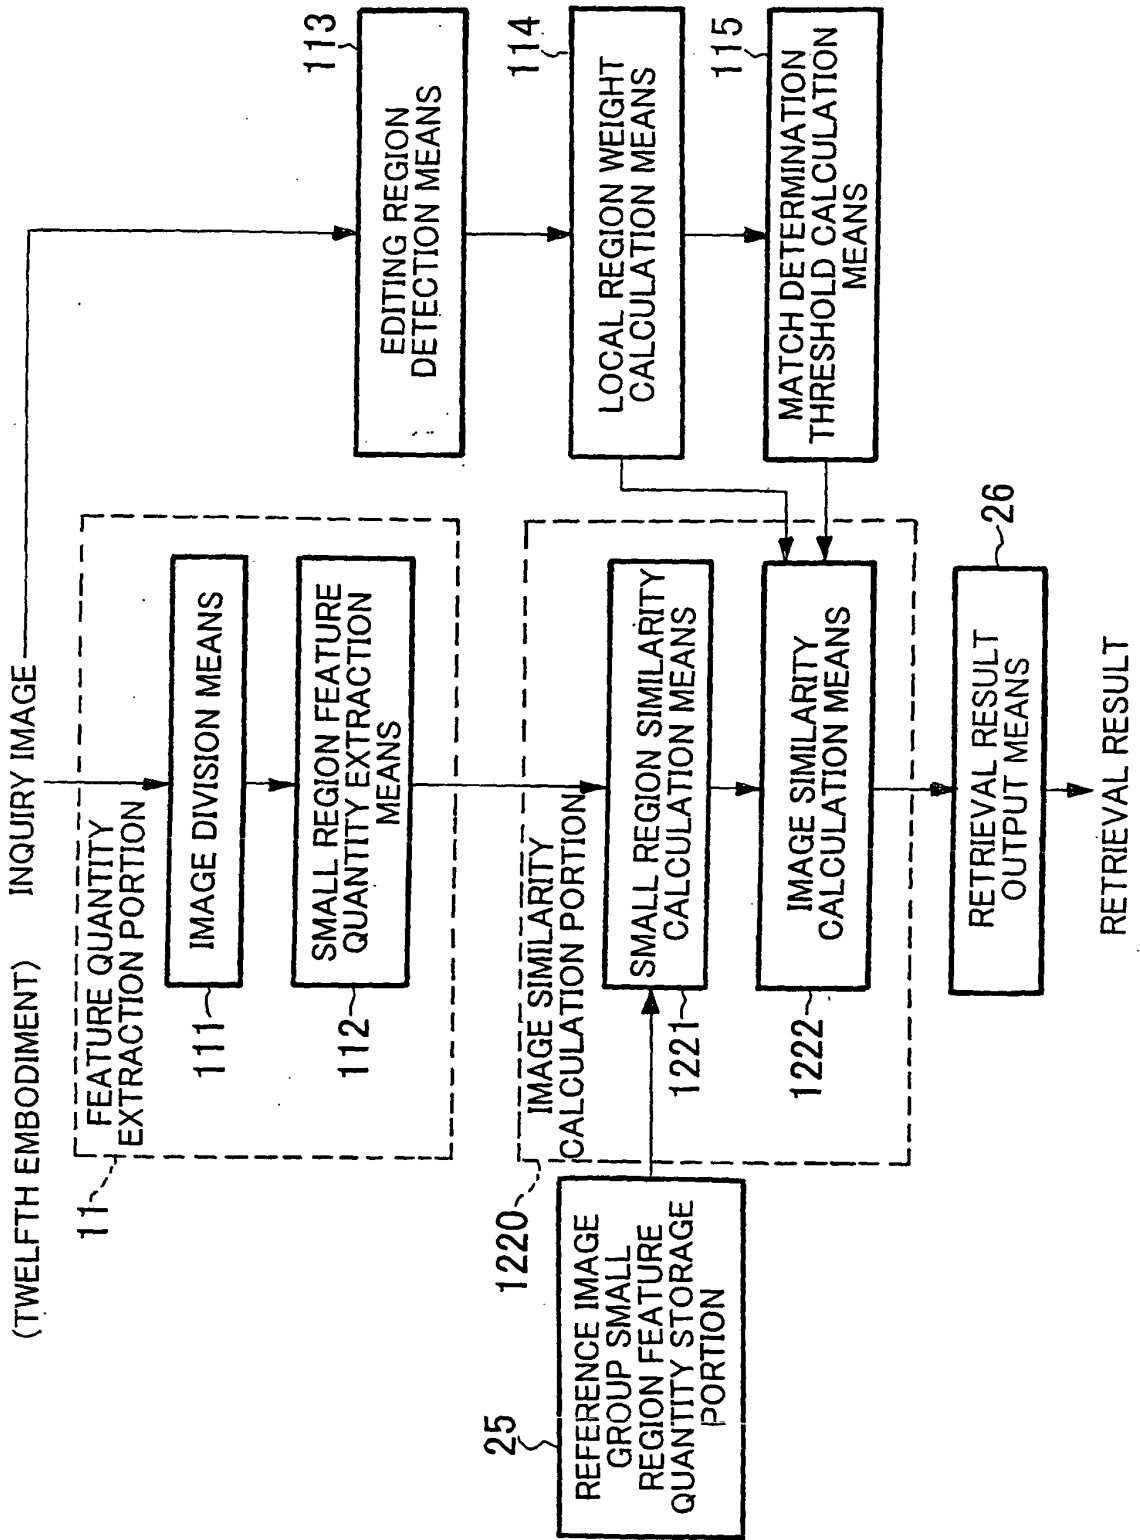 (TWELFTH EMBODIMENT)
INQUIRY IMAGE
FEATURE QUANTITY
EXTRACTION PORTION
11
IMAGE DIVISION MEANS
111
SMALL REGION FEATURE
QUANTITY EXTRACTION
MEANS
112
EDITING REGION
DETECTION MEANS
113
LOCAL REGION WEIGHT
CALCULATION MEANS
114
MATCH DETERMINATION
THRESHOLD CALCULATION
MEANS
115
IMAGE SIMILARITY
CALCULATION PORTION
1220
SMALL REGION SIMILARITY
CALCULATION MEANS
1221
IMAGE SIMILARITY
CALCULATION MEANS
1222
REFERENCE IMAGE
GROUP SMALL
REGION FEATURE
QUANTITY STORAGE
PORTION
25
RETRIEVAL RESULT
OUTPUT MEANS
26
RETRIEVAL RESULT